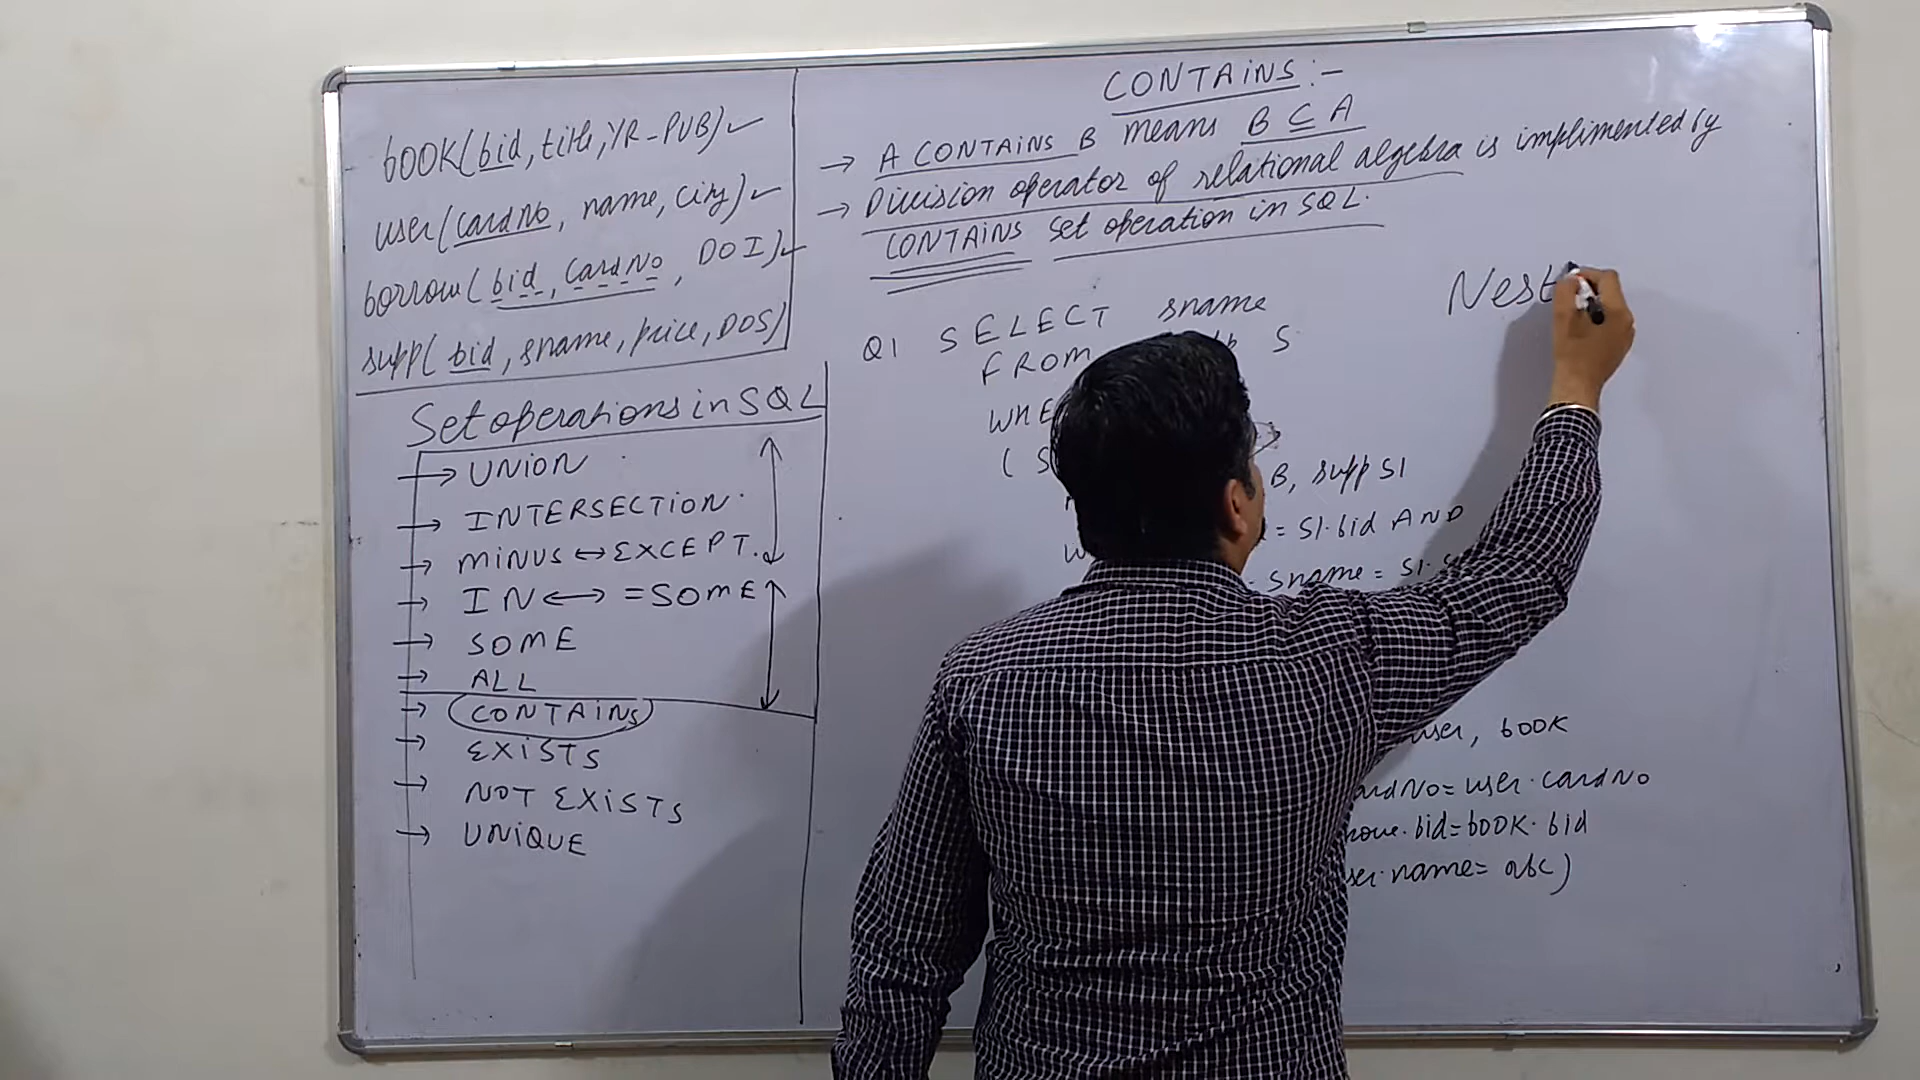 book(bid, title, YR-PUB)
user(cardNo, name, city)
borrow(bid, cardNo, DOI)
supp(bid, sname, price, DOS)
Set operations in SQL
→ UNION
→ INTERSECTION
→ MINUS ↔ EXCEPT
→ IN ↔ =SOME
→ SOME
→ ALL
→ CONTAINS
→ EXISTS
→ NOT EXISTS
→ UNIQUE
CONTAINS :-
→ A CONTAINS B means B ⊆ A
→ Division operator of relational algebra is implimented by
CONTAINS set operation in SQL.
Nest
Q1 SELECT sname
FROM S
(
B, supp S1
= S1.bid AND
sname = S1.
user, book
cardNo = user.cardNo
.bid = book.bid
name = abc)